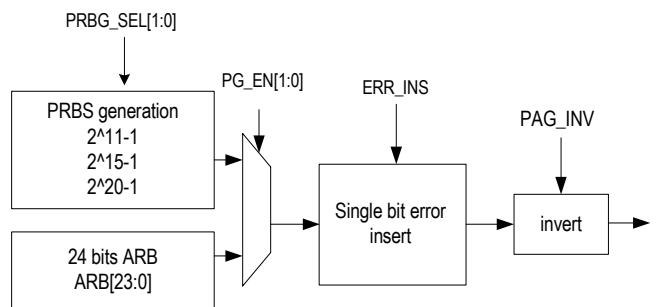 PRBG_SEL[1:0]
PG_EN[1:0]
ERR_INS
PAG_INV
PRBS generation
2^11-1
2^15-1
2^20-1
Single bit error
insert
invert
24 bits ARB
ARB[23:0]